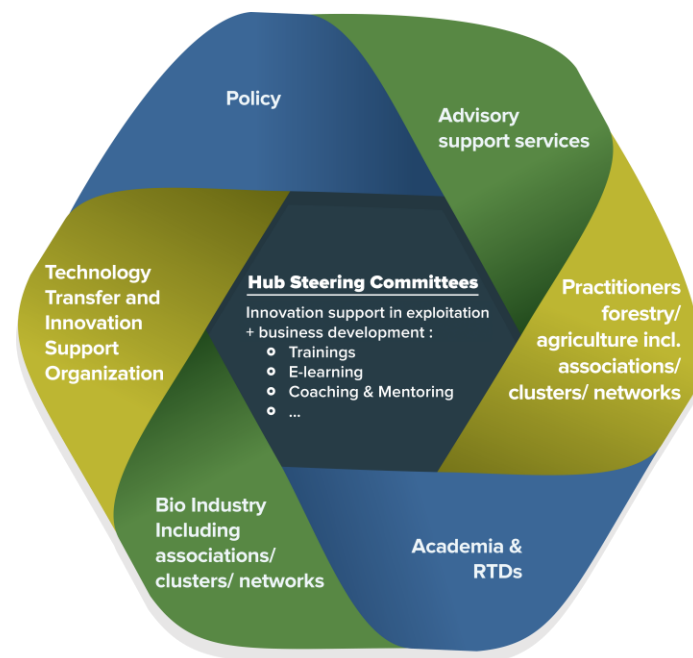 Policy
Advisory
support services
Technology
Transfer and
Innovation
Support
Organization
Hub Steering Committees
Innovation support in exploitation
+ business development :
Trainings
E-learning
Coaching & Mentoring
...
Practitioners
forestry/
agriculture incl.
associations/
clusters/ networks
Bio Industry
Including
associations/
clusters/ networks
Academia &
RTDs